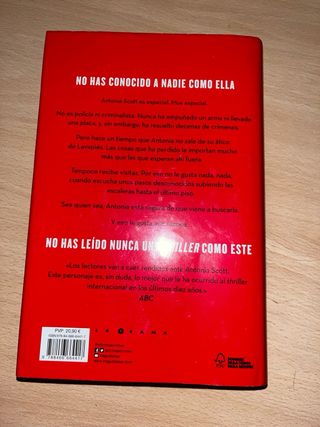 NO HAS CONOCIDO A NADIE COMO ELLA
Antonia Scott es especial. Muy especial.
No es policía ni criminalista. Nunca ha empuñado un arma ni llevado
una placa, y, sin embargo, ha resuelto decenas de crímenes.
Pero hace un tiempo que Antonia no sale de su ático
de Lavapiés. Las cosas que ha perdido le importan mucho
más que las que esperan ahí fuera.
Tampoco recibe visitas. Por eso no le gusta nada, nada,
cuando escucha unos pasos desconocidos subiendo las
escaleras hasta el último piso.
Sea quien sea, Antonia está segura de que viene a buscarla.
Y eso le gusta aún menos.
NO HAS LEÍDO NUNCA UN THRILLER COMO ESTE
«Los lectores van a caer rendidos ante Antonia Scott.
Este personaje es, sin duda, lo mejor que le ha ocurrido al thriller
internacional en los últimos diez años.»
ABC
PVP. 20,90 €